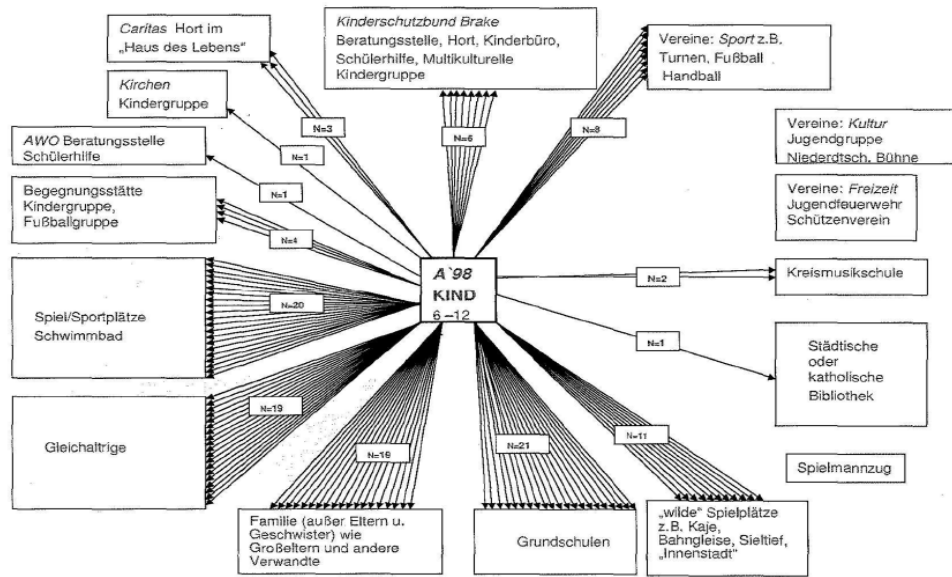 Caritas Hort im
„Haus des Lebens“
Kinderschutzbund Brake
Beratungsstelle, Hort, Kinderbüro,
Schülerhilfe, Multikulturelle
Kindergruppe
Vereine: Sport z.B.
Turnen, Fußball
Handball
Kirchen
Kindergruppe
Vereine: Kultur
Jugendgruppe
Niederdtsch. Bühne
AWO Beratungsstelle
Schülerhilfe
Vereine: Freizeit
Jugendfeuerwehr
Schützenverein
Begegnungsstätte
Kindergruppe,
Fußballgruppe
N=3
N=6
N=8
N=1
N=1
N=4
A`98
KIND
6 –12
N=2
Kreismusikschule
Spiel/Sportplätze
Schwimmbad
N=20
N=1
Städtische
oder
katholische
Bibliothek
Gleichaltrige
N=19
N=21
N=11
Spielmannzug
Familie (außer Eltern u.
Geschwister) wie
Großeltern und andere
Verwandte
Grundschulen
„wilde“ Spielplätze
z.B. Kaje,
Bahngleise, Sieltief,
„Innenstadt“